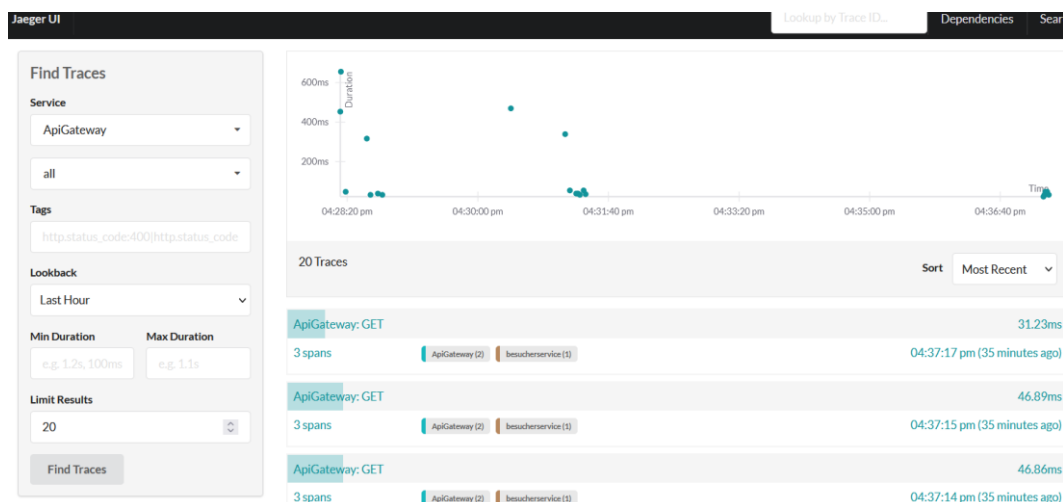 Jaeger UI
Lookup by Trace ID...
Dependencies
Sear
Find Traces
Service
ApiGateway
all
Tags
http.status_code:400|http.status_code
Lookback
Last Hour
Min Duration
Max Duration
e.g. 1.2s, 100ms
e.g. 1.1s
Limit Results
20
Find Traces
Duration
600ms
400ms
200ms
Time
04:28:20 pm
04:30:00 pm
04:31:40 pm
04:33:20 pm
04:35:00 pm
04:36:40 pm
20 Traces
Sort
Most Recent
ApiGateway: GET
31.23ms
3 spans
ApiGateway (2)
besucherservice (1)
04:37:17 pm (35 minutes ago)
ApiGateway: GET
46.89ms
3 spans
ApiGateway (2)
besucherservice (1)
04:37:15 pm (35 minutes ago)
ApiGateway: GET
46.86ms
3 spans
ApiGateway (2)
besucherservice (1)
04:37:14 pm (35 minutes ago)